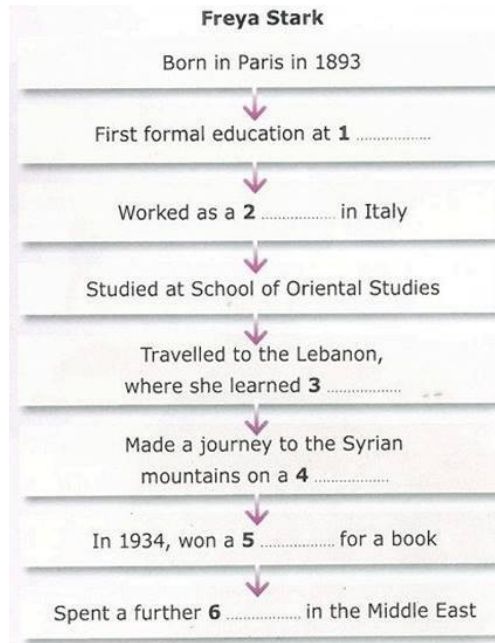 Freya Stark
Born in Paris in 1893
First formal education at 1 ..................
Worked as a 2 .................. in Italy
Studied at School of Oriental Studies
Travelled to the Lebanon,
where she learned 3 ..................
Made a journey to the Syrian
mountains on a 4 ..................
In 1934, won a 5 .................. for a book
Spent a further 6 .................. in the Middle East